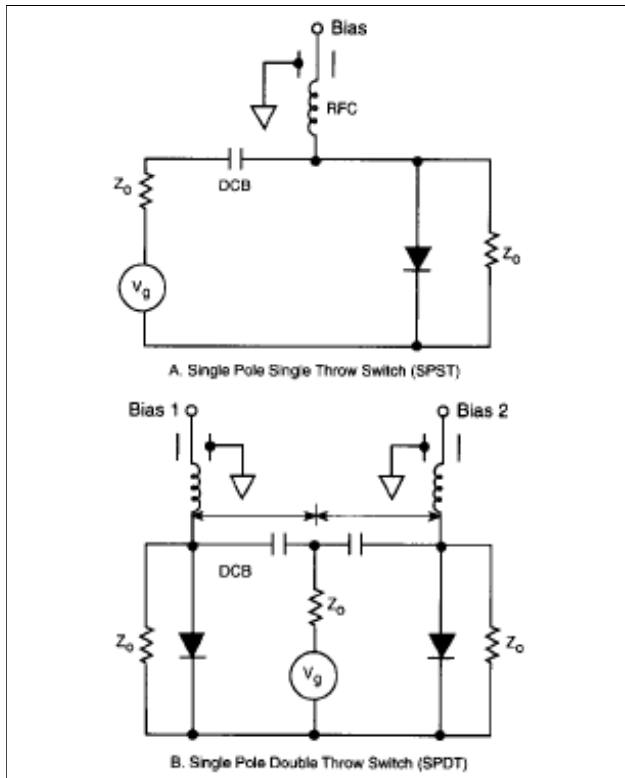 Bias
RFC
DCB
Zo
Vg
Zo
A. Single Pole Single Throw Switch (SPST)
Bias 1
Bias 2
DCB
Zo
Zo
Zo
Vg
B. Single Pole Double Throw Switch (SPDT)